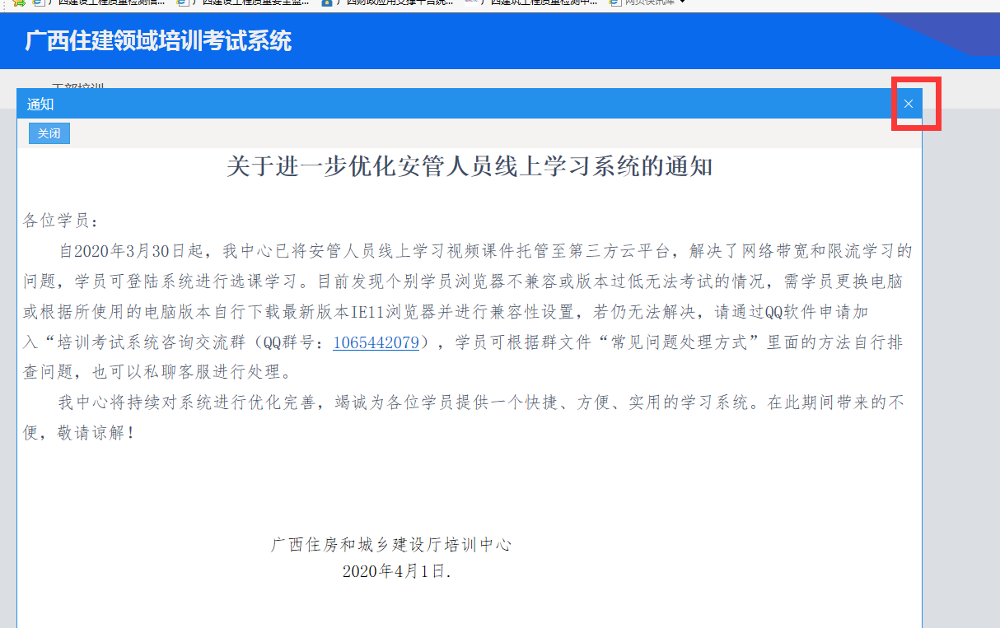 广西住建领域培训考试系统
通知
关闭
关于进一步优化安管人员线上学习系统的通知
各位学员：
自2020年3月30日起，我中心已将安管人员线上学习视频课件托管至第三方云平台，解决了网络带宽和限流学习的
问题，学员可登陆系统进行选课学习。目前发现个别学员浏览器不兼容或版本过低无法考试的情况，需学员更换电脑
或根据所使用的电脑版本自行下载最新版本IE11浏览器并进行兼容性设置，若仍无法解决，请通过QQ软件申请加
入“培训考试系统咨询交流群（QQ群号：1065442079），学员可根据群文件“常见问题处理方式”里面的方法自行排
查问题，也可以私聊客服进行处理。
我中心将持续对系统进行优化完善，竭诚为各位学员提供一个快捷、方便、实用的学习系统。在此期间带来的不
便，敬请谅解！
广西住房和城乡建设厅培训中心
2020年4月1日.